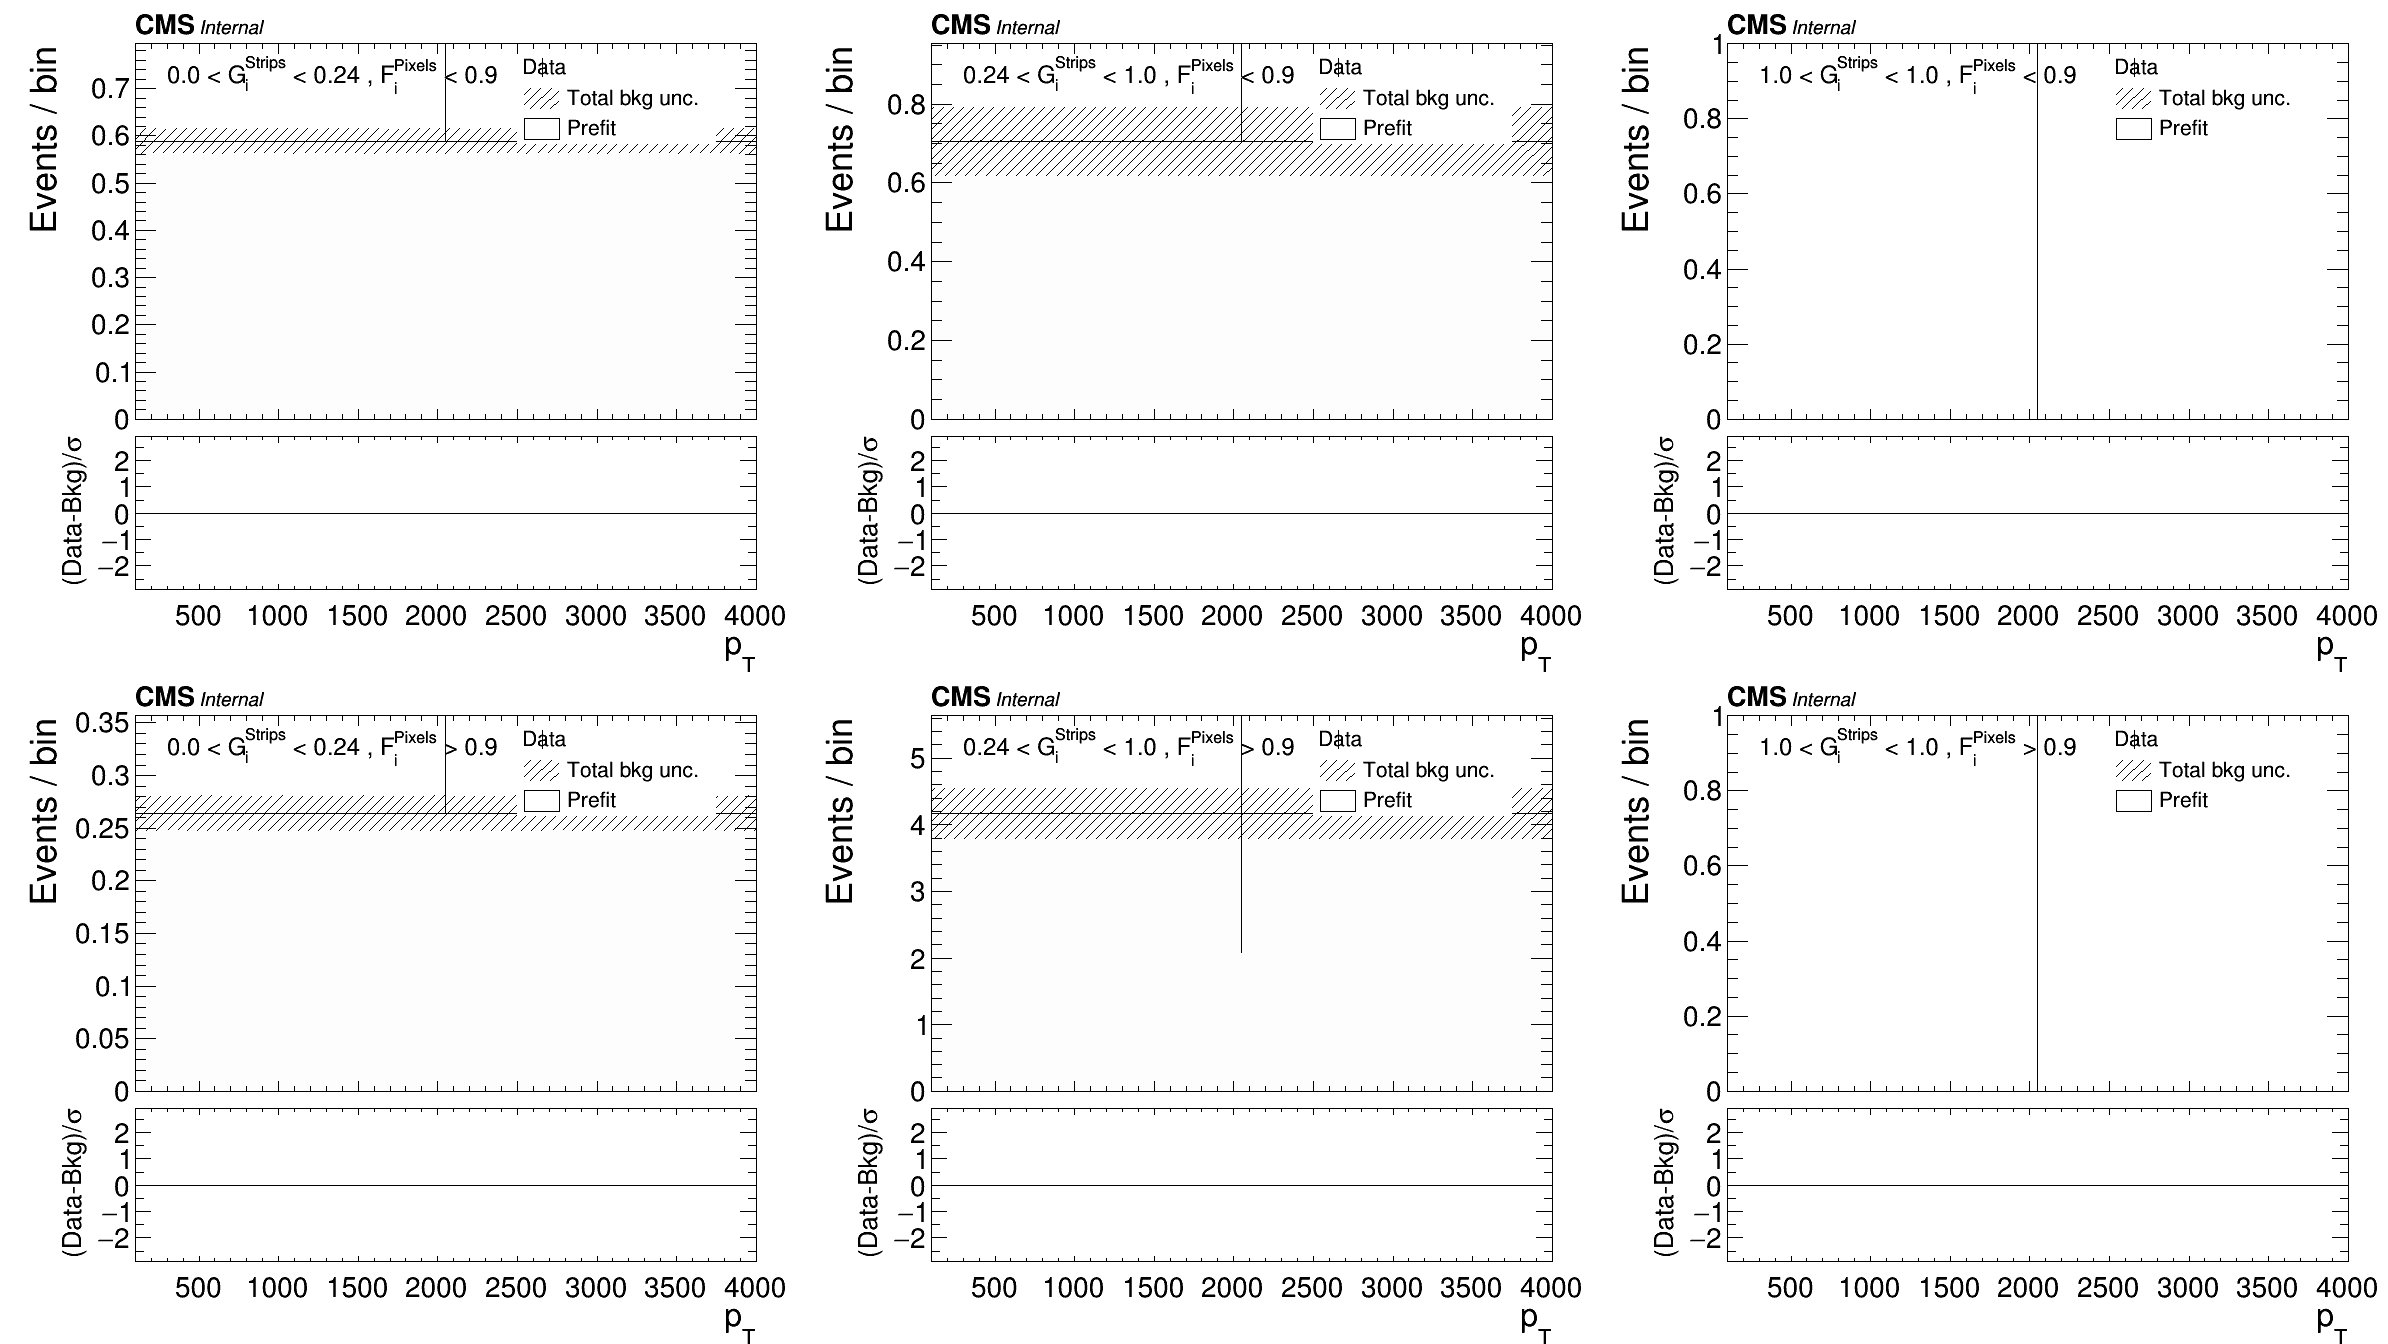 CMS Internal
Events / bin
0.0 < G_i^Strips < 0.24 , F_i^Pixels < 0.9
Data
Total bkg unc.
Prefit
0.7
0.6
0.5
0.4
0.3
0.2
0.1
0
(Data-Bkg)/σ
2
1
0
−1
−2
500 1000 1500 2000 2500 3000 3500 4000
p_T
CMS Internal
Events / bin
0.24 < G_i^Strips < 1.0 , F_i^Pixels < 0.9
Data
Total bkg unc.
Prefit
0.8
0.6
0.4
0.2
0
(Data-Bkg)/σ
2
1
0
−1
−2
500 1000 1500 2000 2500 3000 3500 4000
p_T
CMS Internal
Events / bin
1.0 < G_i^Strips < 1.0 , F_i^Pixels < 0.9
Data
Total bkg unc.
Prefit
1
0.8
0.6
0.4
0.2
0
(Data-Bkg)/σ
2
1
0
−1
−2
500 1000 1500 2000 2500 3000 3500 4000
p_T
CMS Internal
Events / bin
0.0 < G_i^Strips < 0.24 , F_i^Pixels > 0.9
Data
Total bkg unc.
Prefit
0.35
0.3
0.25
0.2
0.15
0.1
0.05
0
(Data-Bkg)/σ
2
1
0
−1
−2
500 1000 1500 2000 2500 3000 3500 4000
p_T
CMS Internal
Events / bin
0.24 < G_i^Strips < 1.0 , F_i^Pixels > 0.9
Data
Total bkg unc.
Prefit
5
4
3
2
1
0
(Data-Bkg)/σ
2
1
0
−1
−2
500 1000 1500 2000 2500 3000 3500 4000
p_T
CMS Internal
Events / bin
1.0 < G_i^Strips < 1.0 , F_i^Pixels > 0.9
Data
Total bkg unc.
Prefit
1
0.8
0.6
0.4
0.2
0
(Data-Bkg)/σ
2
1
0
−1
−2
500 1000 1500 2000 2500 3000 3500 4000
p_T